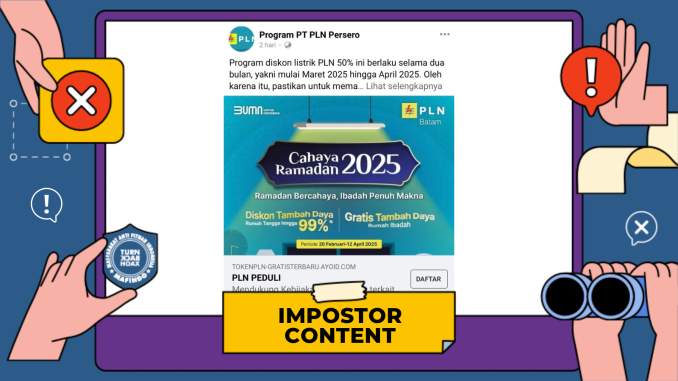 Program PT PLN Persero
2 hari
Program diskon listrik PLN 50% ini berlaku selama dua
bulan, yakni mulai Maret 2025 hingga April 2025. Oleh
karena itu, pastikan untuk mema... Lihat selengkapnya
BUMN
PLN
Batam
Cahaya
Ramadan 2025
Ramadan Bercahaya, Ibadah Penuh Makna
Diskon Tambah Daya
Rumah Tangga hingga 99%*
Gratis Tambah Daya
Rumah Ibadah
Periode 20 Februari-12 April 2025
TOKENPLN-GRATISTERBARU.AYOID.COM
PLN PEDULI
DAFTAR
Mendukung Kebijak
terkait
MASYARAKAT ANTI FITNAH INDONESIA
TURN
BACK
HOAX
MAFINDO
IMPOSTOR
CONTENT